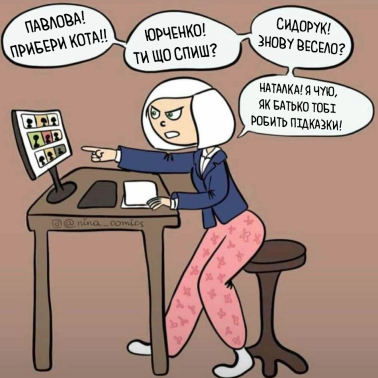 ПАВЛОВА!
ПРИБЕРИ КОТА!!
ЮРЧЕНКО!
ТИ ЩО СПИШ?
СИДОРУК!
ЗНОВУ ВЕСЕЛО?
НАТАЛКА! Я ЧУЮ,
ЯК БАТЬКО ТОБІ
РОБИТЬ ПІДКАЗКИ!
@nina_comics